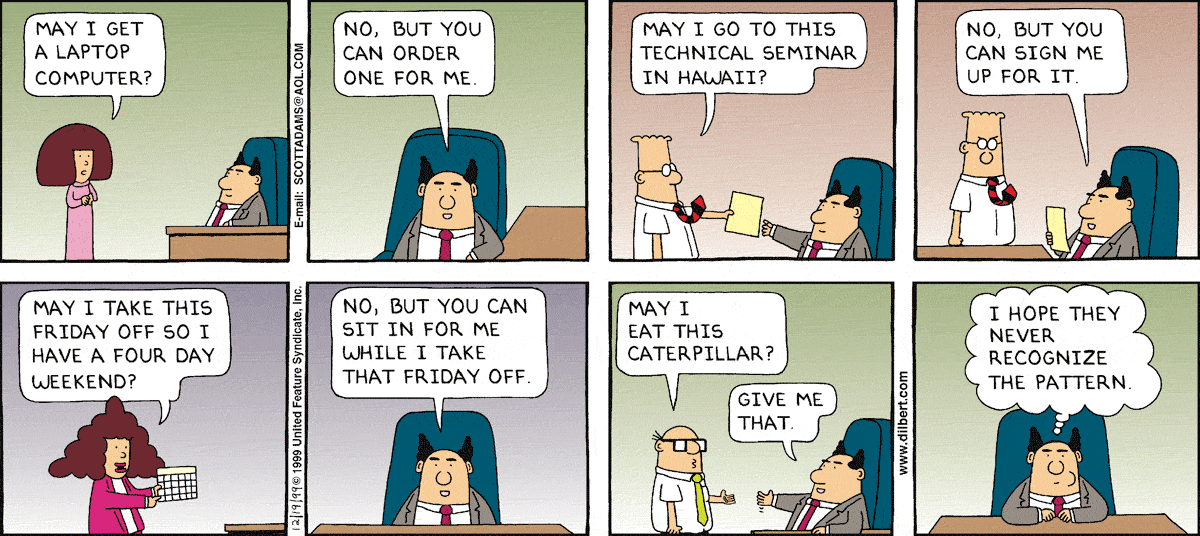 MAY I GET
A LAPTOP
COMPUTER?
E-mail: SCOTTADAMS@AOL.COM
NO, BUT YOU
CAN ORDER
ONE FOR ME.
MAY I GO TO THIS
TECHNICAL SEMINAR
IN HAWAII?
NO, BUT YOU
CAN SIGN ME
UP FOR IT.
MAY I TAKE THIS
FRIDAY OFF SO I
HAVE A FOUR DAY
WEEKEND?
12/19/99 © 1999 United Feature Syndicate, Inc.
NO, BUT YOU CAN
SIT IN FOR ME
WHILE I TAKE
THAT FRIDAY OFF.
MAY I
EAT THIS
CATERPILLAR?
GIVE ME
THAT.
www.dilbert.com
I HOPE THEY
NEVER
RECOGNIZE
THE PATTERN.